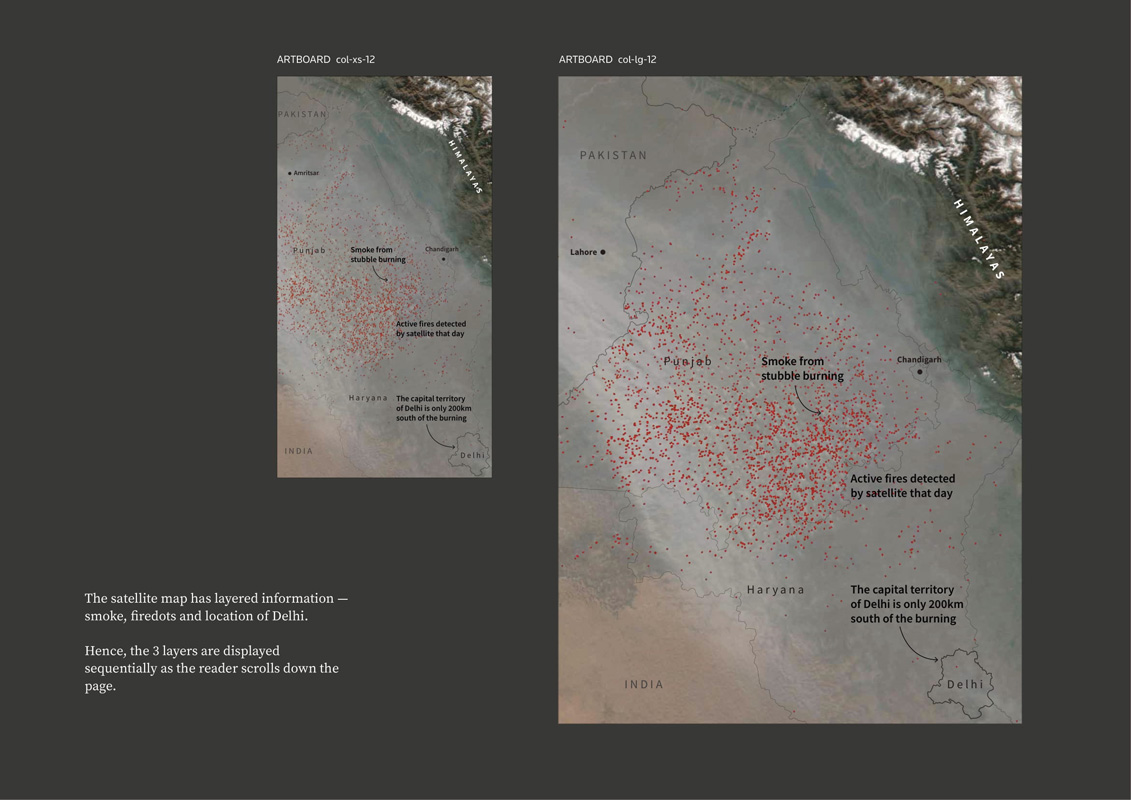 ARTBOARD col-xs-12
PAKISTAN
HIMALAYAS
Amritsar
Punjab
Smoke from
stubble burning
Chandigarh
Active fires detected
by satellite that day
Haryana
The capital territory
of Delhi is only 200km
south of the burning
INDIA
Delhi
ARTBOARD col-lg-12
PAKISTAN
HIMALAYAS
Lahore
Punjab
Smoke from
stubble burning
Chandigarh
Active fires detected
by satellite that day
Haryana
The capital territory
of Delhi is only 200km
south of the burning
INDIA
Delhi
The satellite map has layered information —
smoke, firedots and location of Delhi.
Hence, the 3 layers are displayed
sequentially as the reader scrolls down the
page.